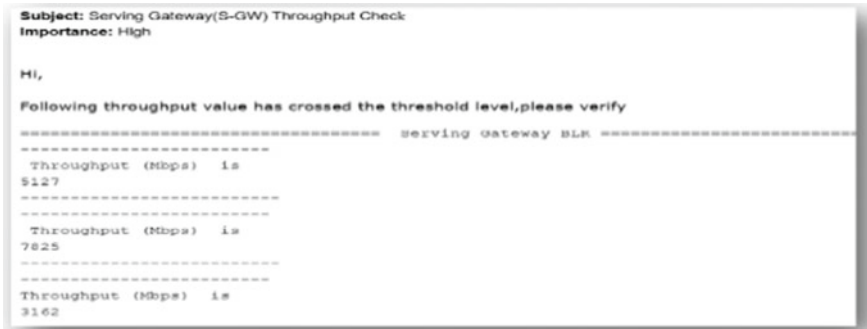 Subject: Serving Gateway(S-GW) Throughput Check
Importance: High
Hi,
Following throughput value has crossed the threshold level,please verify
==================================== Serving Gateway BLR ==========================
--------------------------
Throughput (Mbps) is
5127
---------------------------
--------------------------
Throughput (Mbps) is
7825
---------------------------
--------------------------
Throughput (Mbps) is
3162